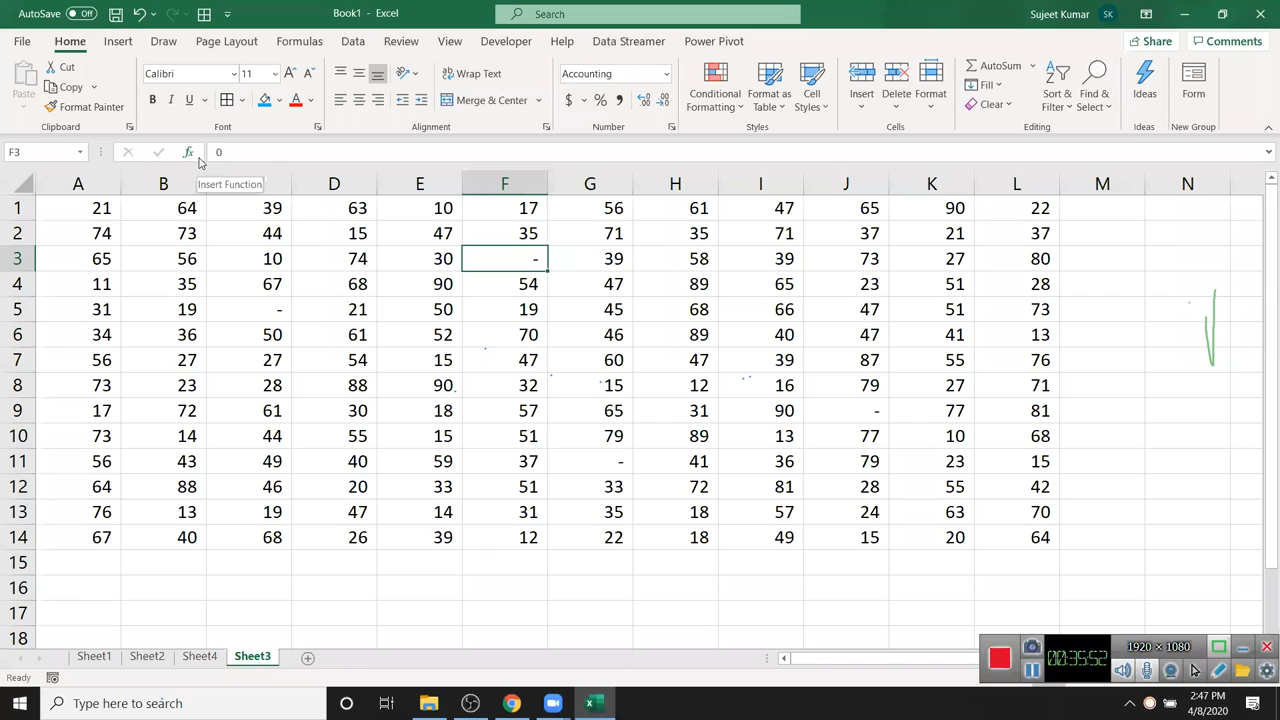 AutoSave Off Book1 - Excel Search Sujeet Kumar SK
File Home Insert Draw Page Layout Formulas Data Review View Developer Help Data Streamer Power Pivot Share Comments
Cut Calibri 11 Wrap Text Accounting AutoSum
Paste Copy Conditional Formatting Format as Table Cell Styles Insert Delete Format Fill Sort & Filter Find & Select Ideas Form
Format Painter B I U A Merge & Center $ % Clear
Clipboard Font Alignment Number Styles Cells Editing Ideas New Group
F3 fx 0
Insert Function
A B C D E F G H I J K L M N
1 21 64 39 63 10 17 56 61 47 65 90 22
2 74 73 44 15 47 35 71 35 71 37 21 37
3 65 56 10 74 30 - 39 58 39 73 27 80
4 11 35 67 68 90 54 47 89 65 23 51 28
5 31 19 - 21 50 19 45 68 66 47 51 73
6 34 36 50 61 52 70 46 89 40 47 41 13
7 56 27 27 54 15 47 60 47 39 87 55 76
8 73 23 28 88 90 32 15 12 16 79 27 71
9 17 72 61 30 18 57 65 31 90 - 77 81
10 73 14 44 55 15 51 79 89 13 77 10 68
11 56 43 49 40 59 37 - 41 36 79 23 15
12 64 88 46 20 33 51 33 72 81 28 55 42
13 76 13 19 47 14 31 35 18 57 24 63 70
14 67 40 68 26 39 12 22 18 49 15 20 64
15
16
17
18
Sheet1 Sheet2 Sheet4 Sheet3
1920 × 1080
00:35:52
Ready
Type here to search
2:47 PM
4/8/2020